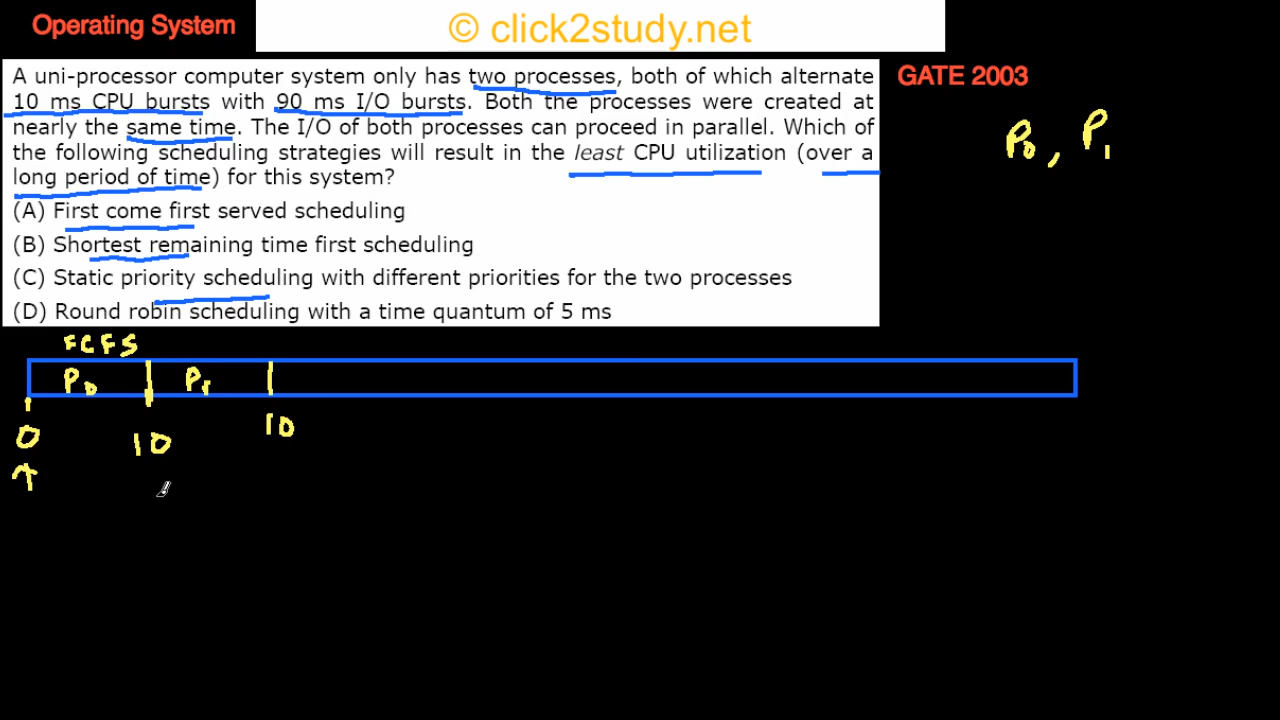 Operating System
© click2study.net
A uni-processor computer system only has two processes, both of which alternate
10 ms CPU bursts with 90 ms I/O bursts. Both the processes were created at
nearly the same time. The I/O of both processes can proceed in parallel. Which of
the following scheduling strategies will result in the least CPU utilization (over a
long period of time) for this system?
(A) First come first served scheduling
(B) Shortest remaining time first scheduling
(C) Static priority scheduling with different priorities for the two processes
(D) Round robin scheduling with a time quantum of 5 ms
GATE 2003
P0, P1
FCFS
P0 P1
0 10 10